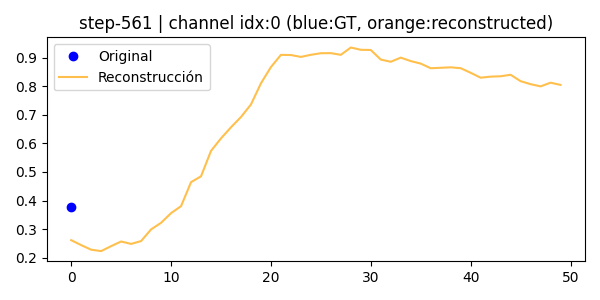 step-561 | channel idx:0 (blue:GT, orange:reconstructed)
Original
Reconstrucción
0.9
0.8
0.7
0.6
0.5
0.4
0.3
0.2
0 10 20 30 40 50